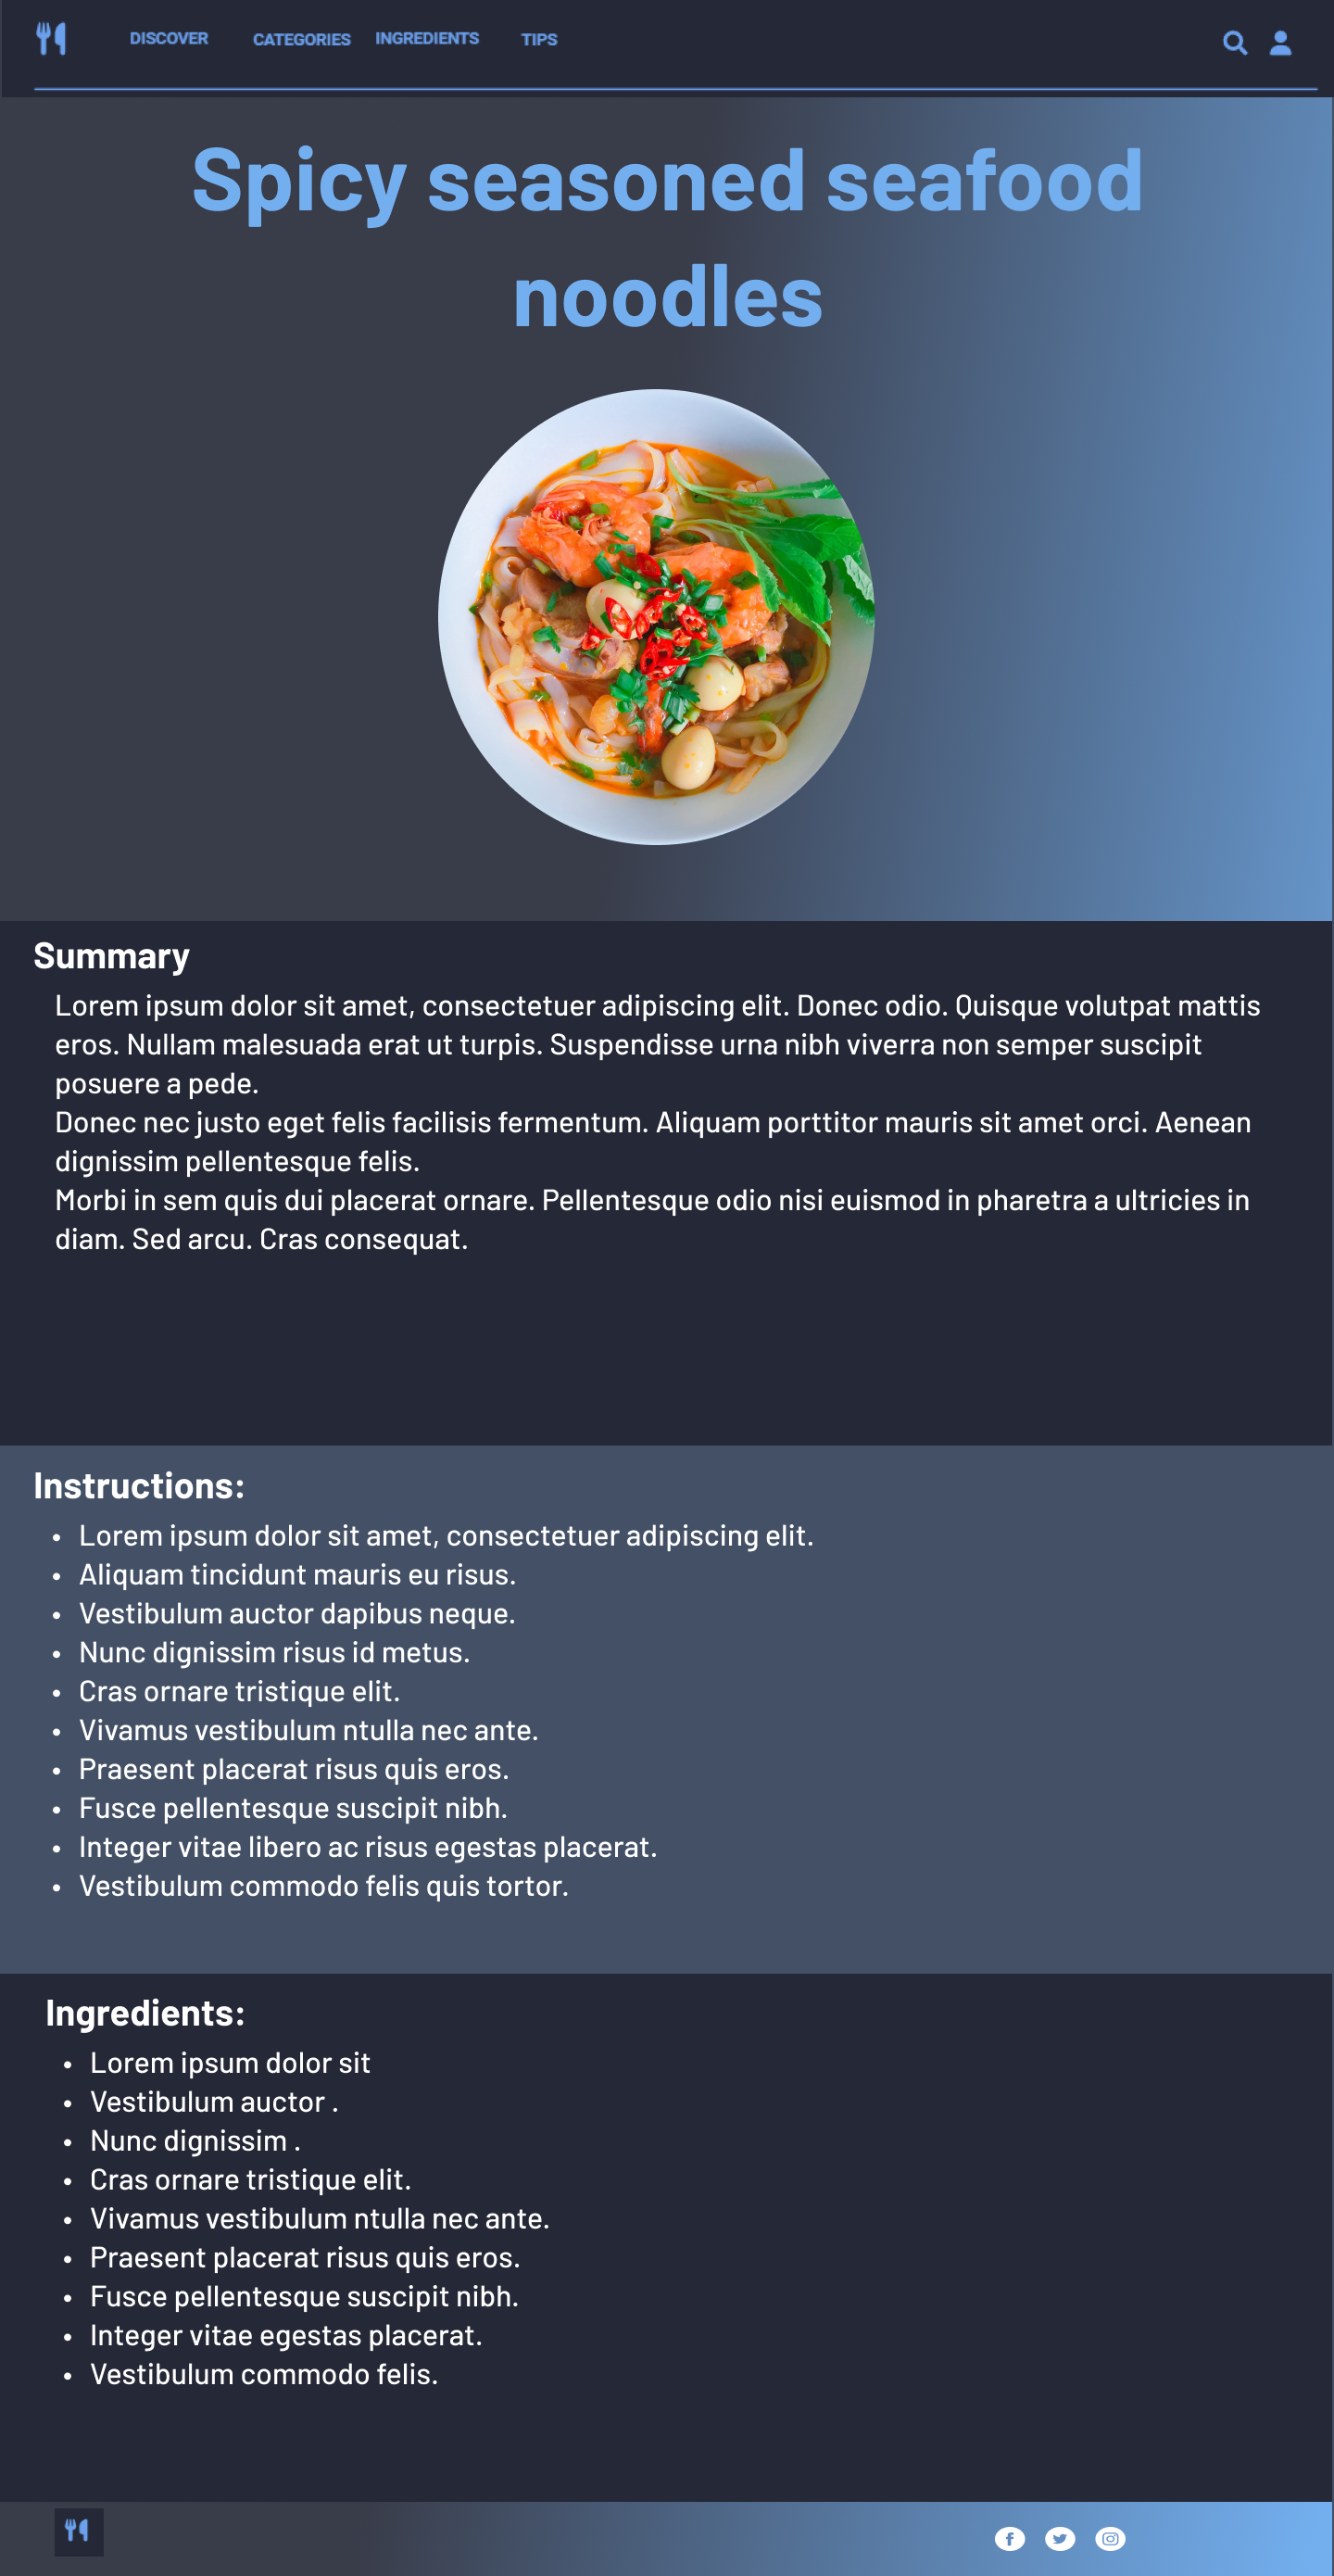 DISCOVER CATEGORIES INGREDIENTS TIPS
Spicy seasoned seafood
noodles
Summary
Lorem ipsum dolor sit amet, consectetuer adipiscing elit. Donec odio. Quisque volutpat mattis
eros. Nullam malesuada erat ut turpis. Suspendisse urna nibh viverra non semper suscipit
posuere a pede.
Donec nec justo eget felis facilisis fermentum. Aliquam porttitor mauris sit amet orci. Aenean
dignissim pellentesque felis.
Morbi in sem quis dui placerat ornare. Pellentesque odio nisi euismod in pharetra a ultricies in
diam. Sed arcu. Cras consequat.
Instructions:
• Lorem ipsum dolor sit amet, consectetuer adipiscing elit.
• Aliquam tincidunt mauris eu risus.
• Vestibulum auctor dapibus neque.
• Nunc dignissim risus id metus.
• Cras ornare tristique elit.
• Vivamus vestibulum ntulla nec ante.
• Praesent placerat risus quis eros.
• Fusce pellentesque suscipit nibh.
• Integer vitae libero ac risus egestas placerat.
• Vestibulum commodo felis quis tortor.
Ingredients:
• Lorem ipsum dolor sit
• Vestibulum auctor .
• Nunc dignissim .
• Cras ornare tristique elit.
• Vivamus vestibulum ntulla nec ante.
• Praesent placerat risus quis eros.
• Fusce pellentesque suscipit nibh.
• Integer vitae egestas placerat.
• Vestibulum commodo felis.